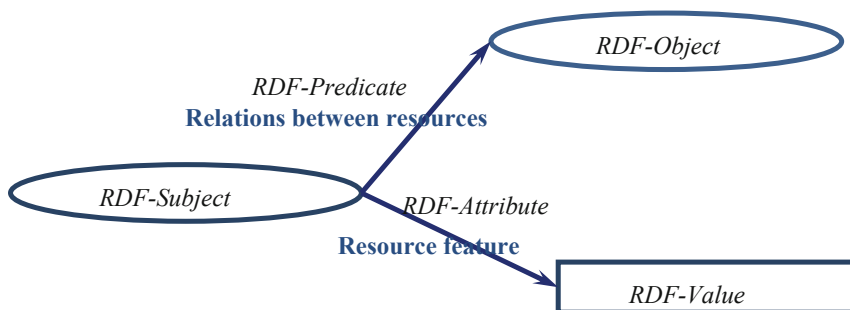 RDF-Object
RDF-Predicate
Relations between resources
RDF-Subject
RDF-Attribute
Resource feature
RDF-Value